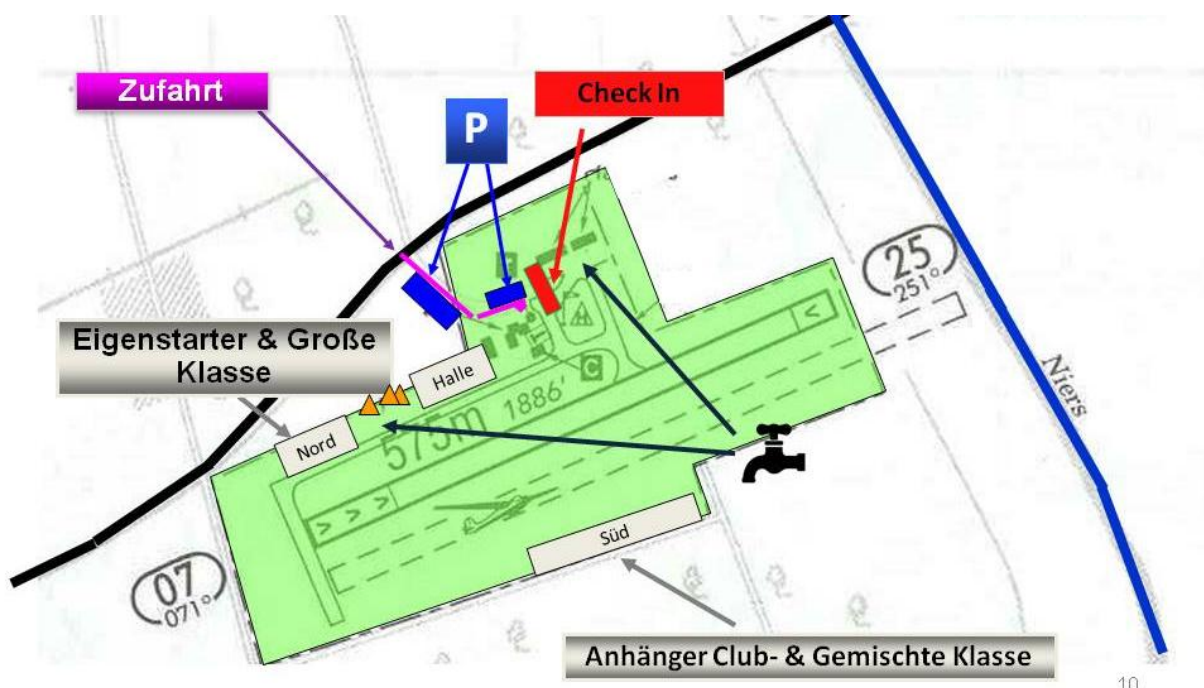 Zufahrt
P
Check In
25
251°
Eigenstarter & Große
Klasse
Halle
C
575m 1886'
Nord
Niers
Süd
07
071°
Anhänger Club- & Gemischte Klasse
10